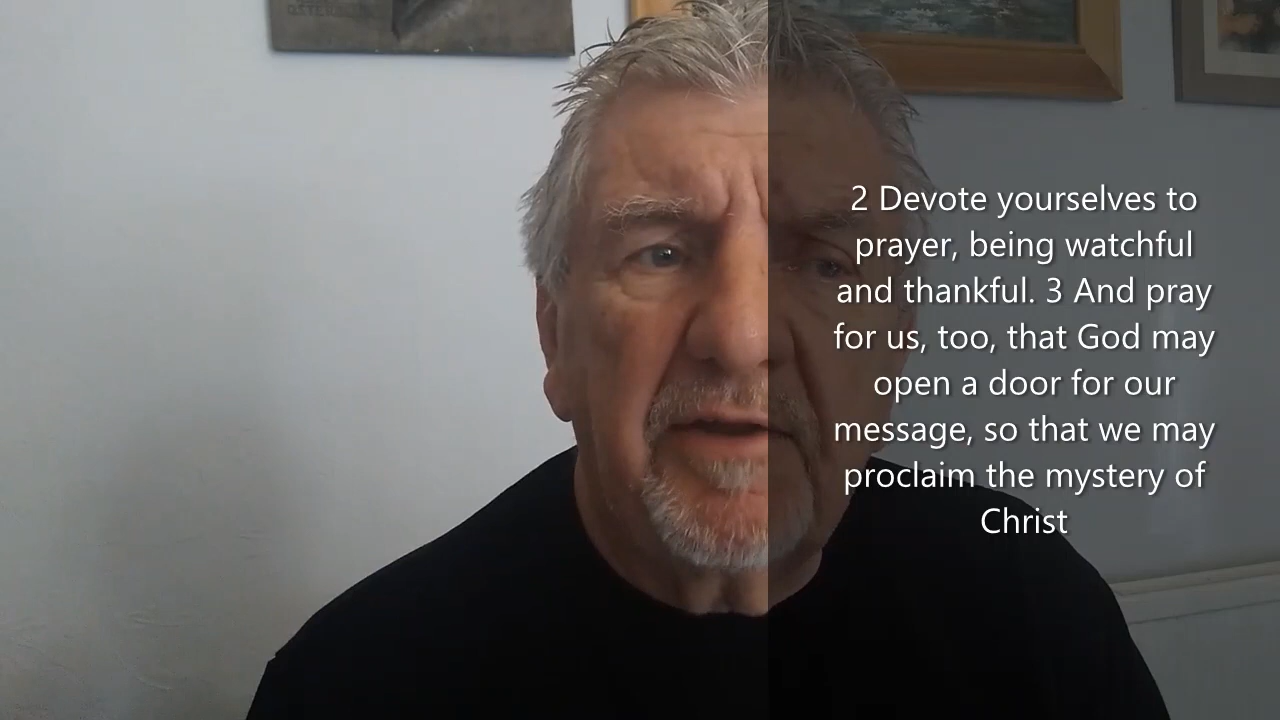 2 Devote yourselves to
prayer, being watchful
and thankful. 3 And pray
for us, too, that God may
open a door for our
message, so that we may
proclaim the mystery of
Christ